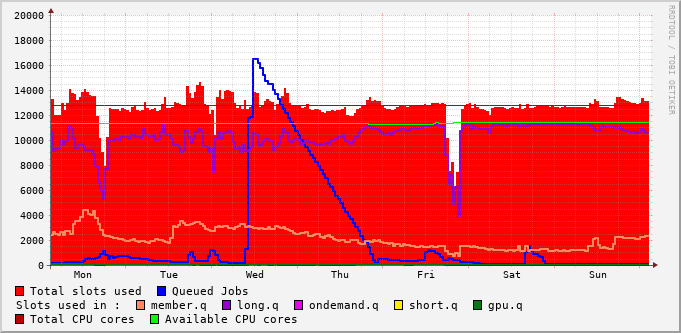 20000
18000
16000
14000
12000
10000
8000
6000
4000
2000
0
Mon Tue Wed Thu Fri Sat Sun
RRDTOOL / TOBI OETIKER
Total slots used Queued Jobs
Slots used in : member.q long.q ondemand.q short.q gpu.q
Total CPU cores Available CPU cores